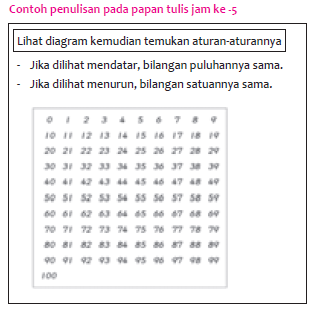 Contoh penulisan pada papan tulis jam ke -5
Lihat diagram kemudian temukan aturan-aturannya
- Jika dilihat mendatar, bilangan puluhannya sama.
- Jika dilihat menurun, bilangan satuannya sama.
0 1 2 3 4 5 6 7 8 9
10 11 12 13 14 15 16 17 18 19
20 21 22 23 24 25 26 27 28 29
30 31 32 33 34 35 36 37 38 39
40 41 42 43 44 45 46 47 48 49
50 51 52 53 54 55 56 57 58 59
60 61 62 63 64 65 66 67 68 69
70 71 72 73 74 75 76 77 78 79
80 81 82 83 84 85 86 87 88 89
90 91 92 93 94 95 96 97 98 99
100